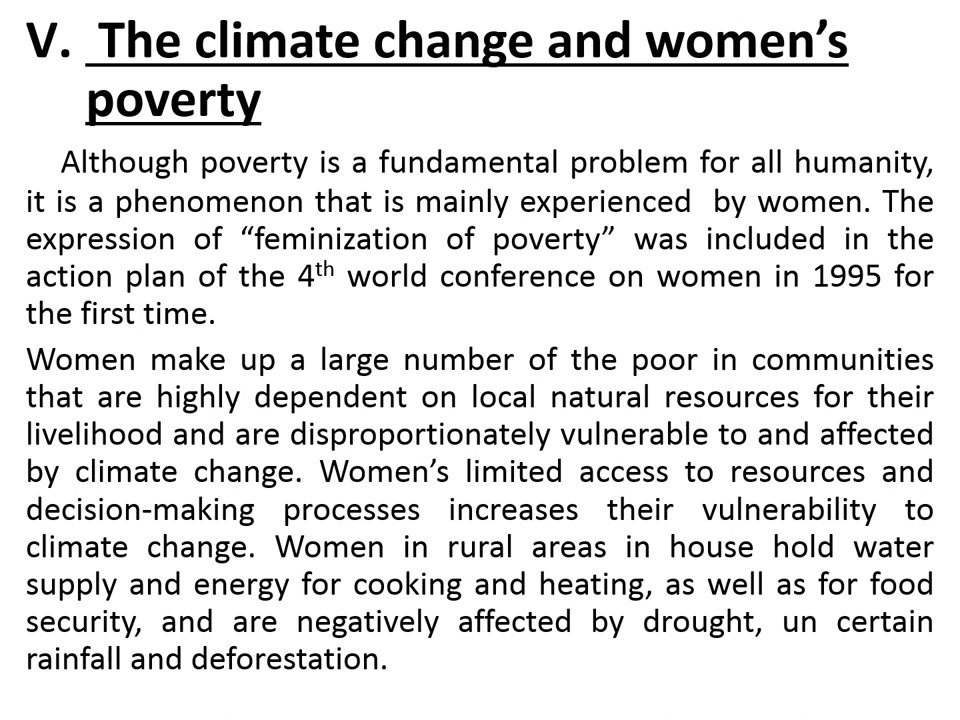 V. The climate change and women’s
poverty
Although poverty is a fundamental problem for all humanity,
it is a phenomenon that is mainly experienced by women. The
expression of “feminization of poverty” was included in the
action plan of the 4th world conference on women in 1995 for
the first time.
Women make up a large number of the poor in communities
that are highly dependent on local natural resources for their
livelihood and are disproportionately vulnerable to and affected
by climate change. Women’s limited access to resources and
decision-making processes increases their vulnerability to
climate change. Women in rural areas in house hold water
supply and energy for cooking and heating, as well as for food
security, and are negatively affected by drought, un certain
rainfall and deforestation.